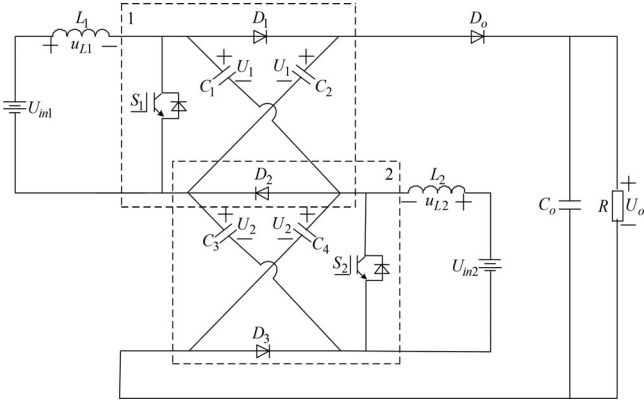 L1 1 D1 Do
+ uL1 − + U1 U1 +
C1 − − C2
Uin1 S1
D2 2 L2
+ U2 U2 + − uL2 +
C3 − − C4 Co R + Uo −
S2 Uin2
D3